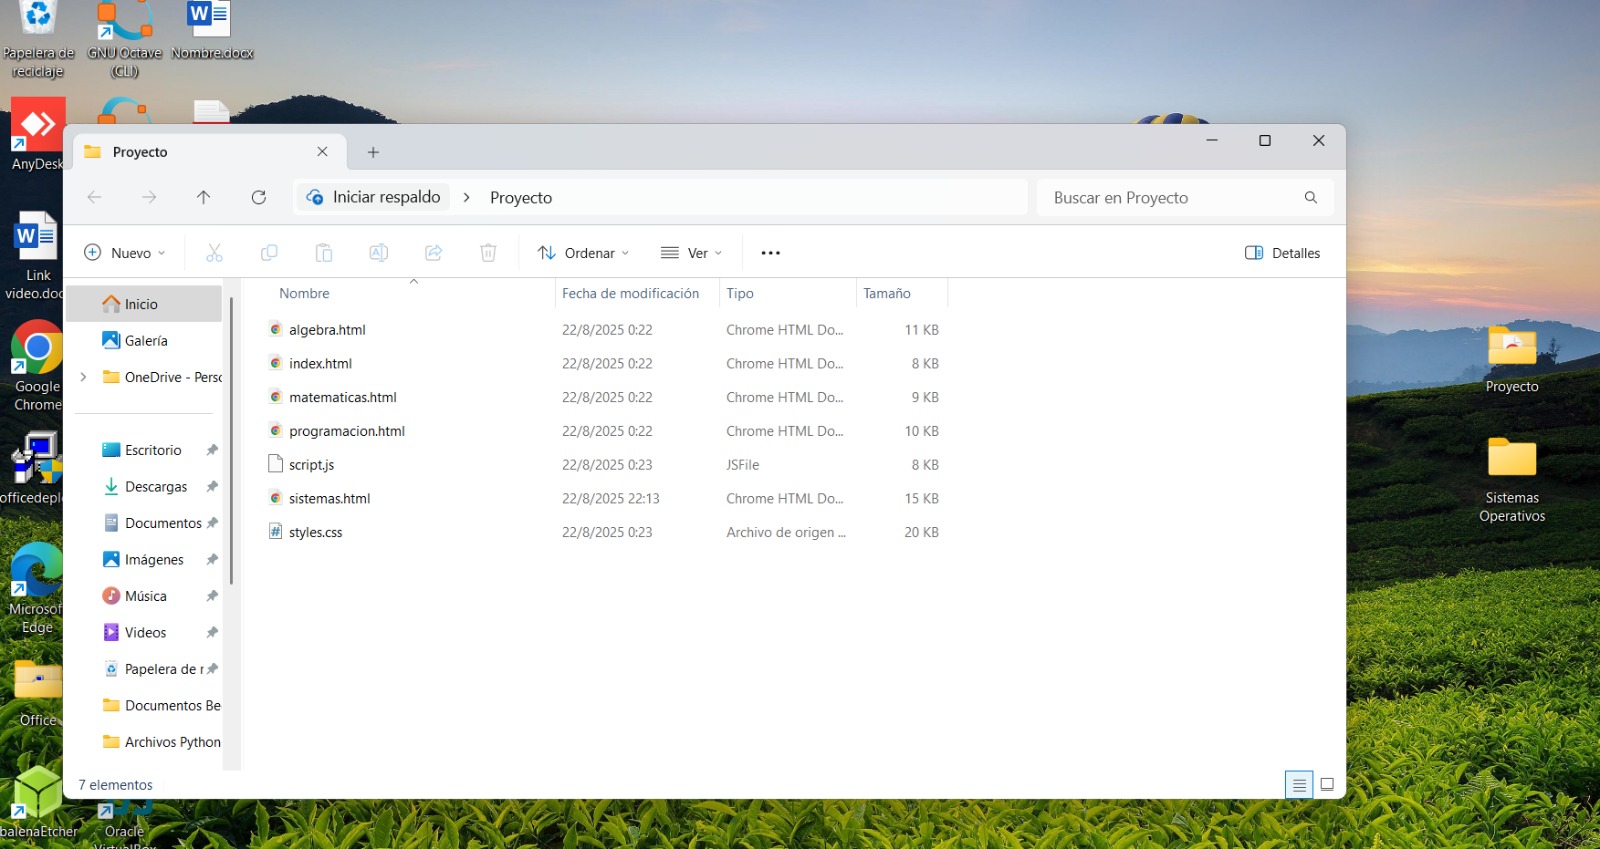 Papelera de
reciclaje
GNU Octave
(CLI)
Nombre.docx
AnyDesk
Link
video.doc
Google
Chrome
officedeplo
Microsof
Edge
Office
balenaEtcher
Oracle
VirtualBox
Proyecto
Iniciar respaldo > Proyecto
Buscar en Proyecto
Nuevo
Ordenar
Ver
Detalles
Inicio
Galería
OneDrive - Perso
Escritorio
Descargas
Documentos
Imágenes
Música
Videos
Papelera de r
Documentos Be
Archivos Python
Nombre Fecha de modificación Tipo Tamaño
algebra.html 22/8/2025 0:22 Chrome HTML Do... 11 KB
index.html 22/8/2025 0:22 Chrome HTML Do... 8 KB
matematicas.html 22/8/2025 0:22 Chrome HTML Do... 9 KB
programacion.html 22/8/2025 0:22 Chrome HTML Do... 10 KB
script.js 22/8/2025 0:23 JSFile 8 KB
sistemas.html 22/8/2025 22:13 Chrome HTML Do... 15 KB
styles.css 22/8/2025 0:23 Archivo de origen ... 20 KB
7 elementos
Proyecto
Sistemas
Operativos